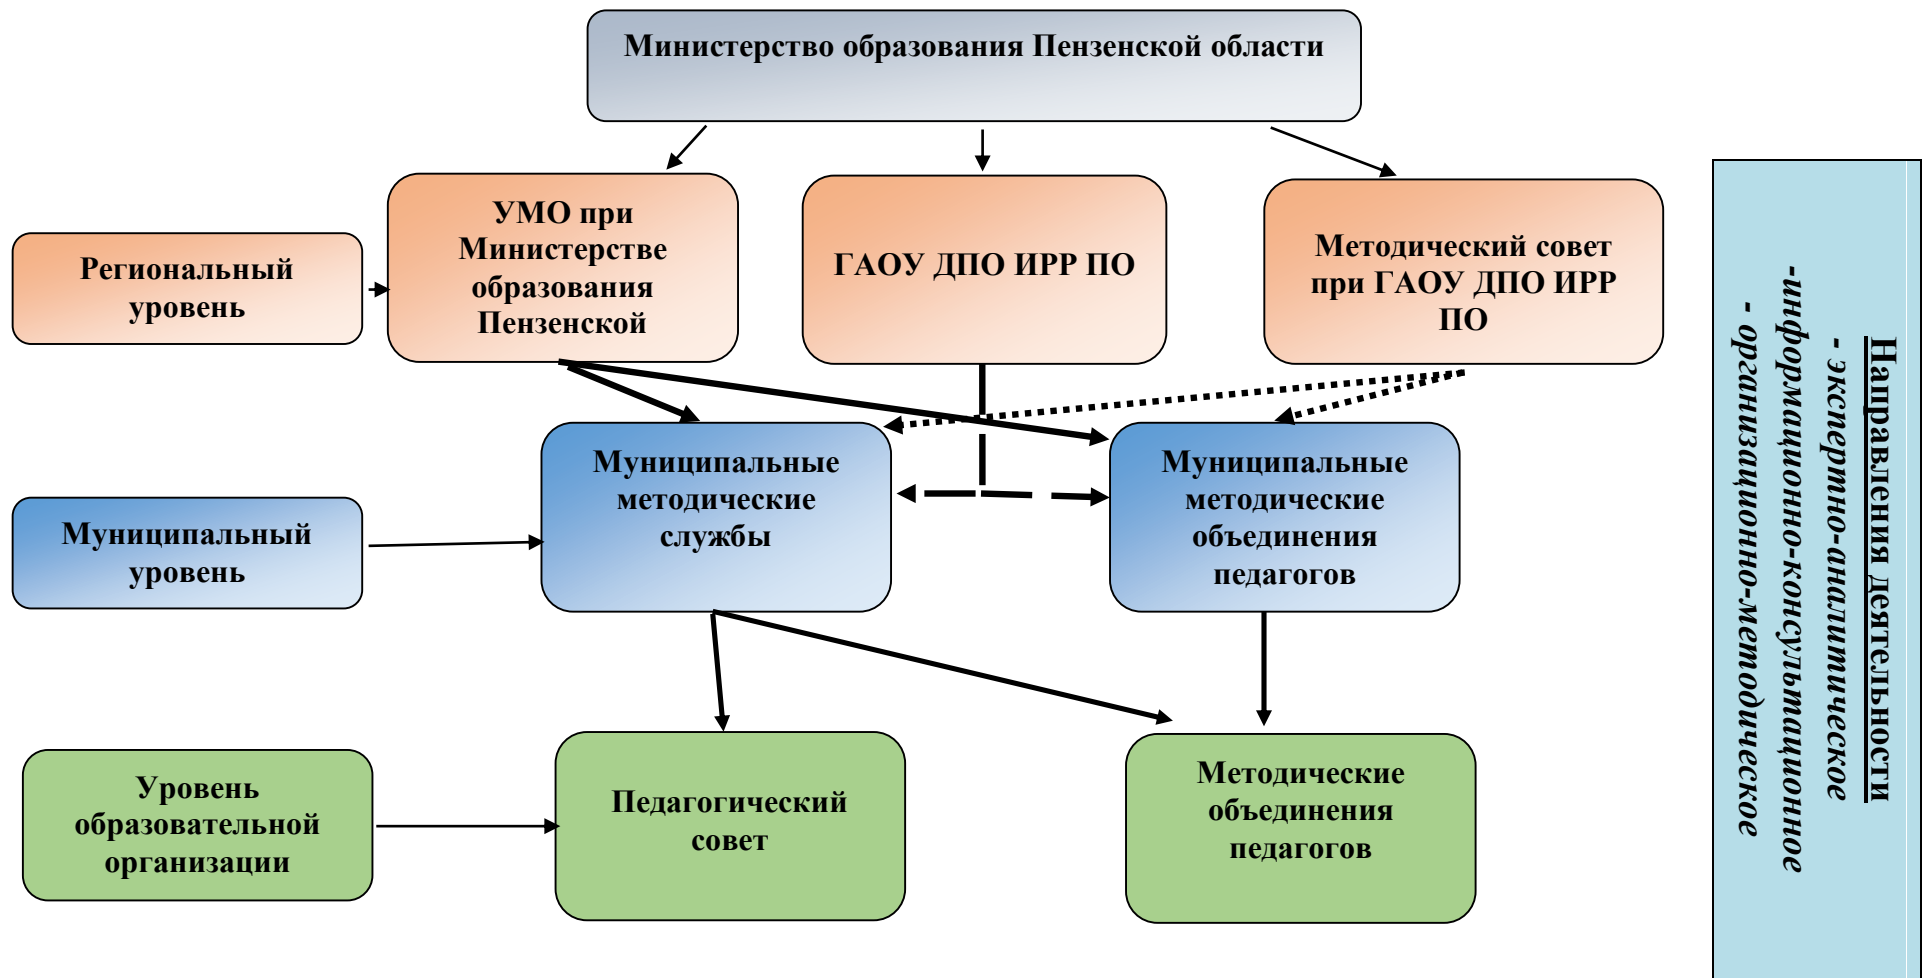 Министерство образования Пензенской области
Региональный
уровень
УМО при
Министерстве
образования
Пензенской
ГАОУ ДПО ИРР ПО
Методический совет
при ГАОУ ДПО ИРР
ПО
Муниципальный
уровень
Муниципальные
методические
службы
Муниципальные
методические
объединения
педагогов
Уровень
образовательной
организации
Педагогический
совет
Методические
объединения
педагогов
Направления деятельности
- экспертно-аналитическое
-информационно-консультационное
- организационно-методическое